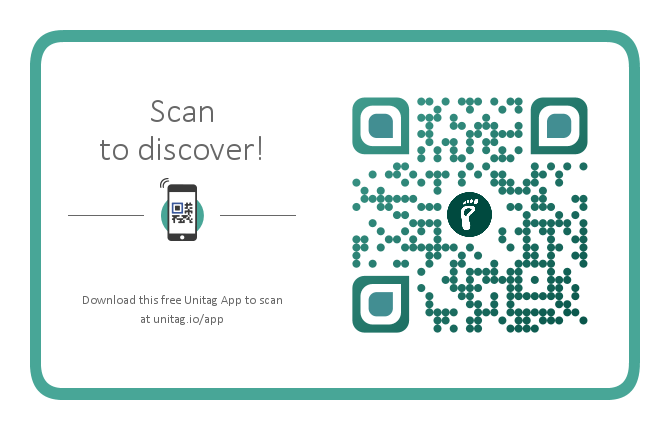 Scan
to discover!
Download this free Unitag App to scan
at unitag.io/app